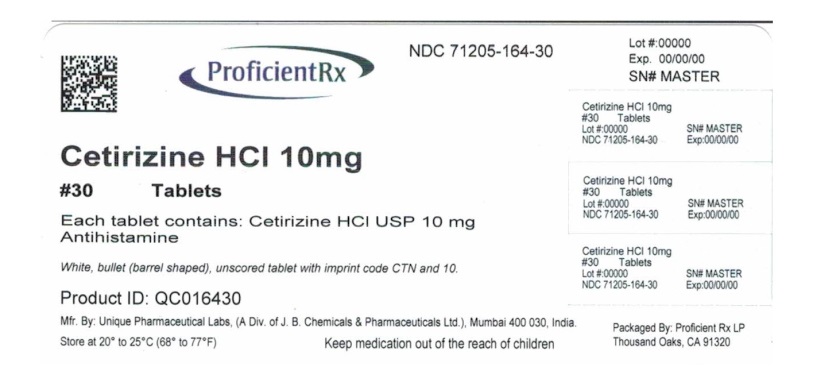 ProficientRx
NDC 71205-164-30
Lot #:00000
Exp. 00/00/00
SN# MASTER
Cetirizine HCl 10mg
#30 Tablets
Each tablet contains: Cetirizine HCl USP 10 mg
Antihistamine
White, bullet (barrel shaped), unscored tablet with imprint code CTN and 10.
Product ID: QC016430
Mfr. By: Unique Pharmaceutical Labs, (A Div. of J. B. Chemicals & Pharmaceuticals Ltd.), Mumbai 400 030, India.
Store at 20° to 25°C (68° to 77°F) Keep medication out of the reach of children
Cetirizine HCl 10mg
#30 Tablets
Lot #:00000 SN# MASTER
NDC 71205-164-30 Exp:00/00/00
Cetirizine HCl 10mg
#30 Tablets
Lot #:00000 SN# MASTER
NDC 71205-164-30 Exp:00/00/00
Cetirizine HCl 10mg
#30 Tablets
Lot #:00000 SN# MASTER
NDC 71205-164-30 Exp:00/00/00
Packaged By: Proficient Rx LP
Thousand Oaks, CA 91320